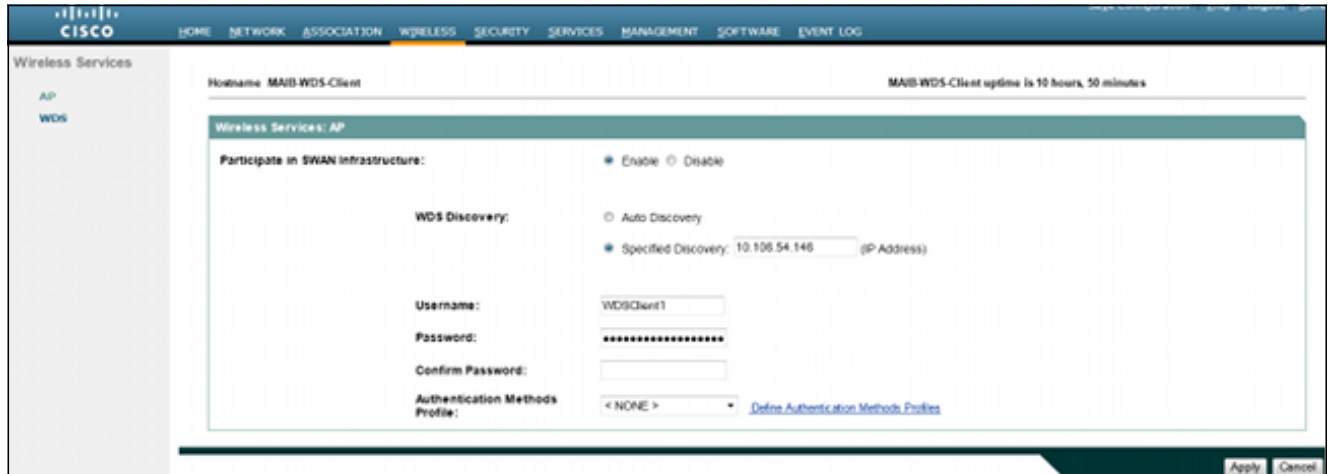 CISCO
HOME NETWORK ASSOCIATION WIRELESS SECURITY SERVICES MANAGEMENT SOFTWARE EVENT LOG
Wireless Services
AP
WDS
Hostname MAIB-WDS-Client
MAIB-WDS-Client uptime is 10 hours, 50 minutes
Wireless Services: AP
Participate in SWAN Infrastructure: Enable Disable
WDS Discovery: Auto Discovery
Specified Discovery: 10.106.54.146 (IP Address)
Username: WDSClient1
Password: ••••••••••••••••••
Confirm Password:
Authentication Methods Profile: < NONE > Define Authentication Methods Profiles
Apply Cancel